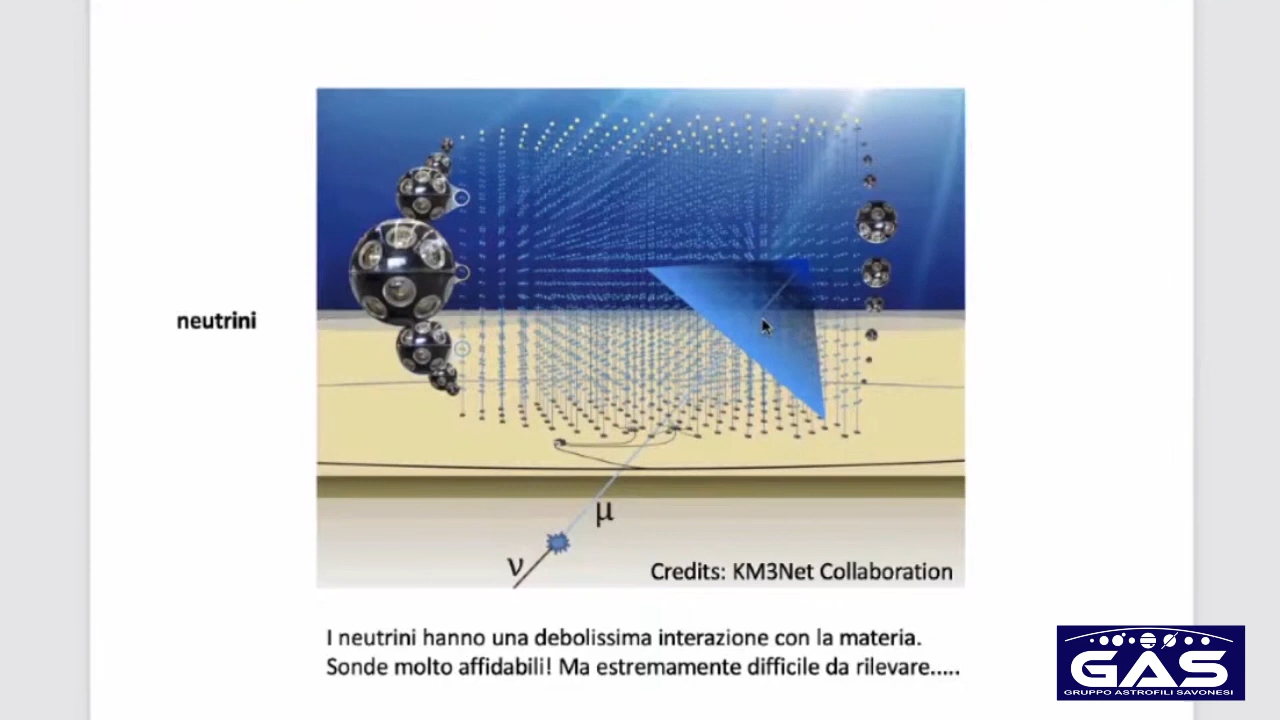 neutrini
μ
ν
Credits: KM3Net Collaboration
I neutrini hanno una debolissima interazione con la materia.
Sonde molto affidabili! Ma estremamente difficile da rilevare.....
GAS
GRUPPO ASTROFILI SAVONESI